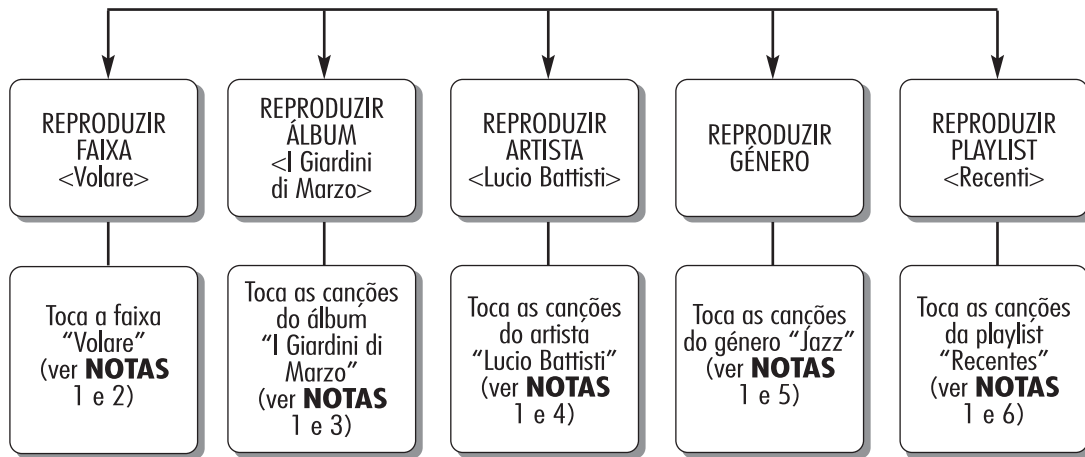 REPRODUZIR
FAIXA
<Volare>
REPRODUZIR
ÁLBUM
<I Giardini
di Marzo>
REPRODUZIR
ARTISTA
<Lucio Battisti>
REPRODUZIR
GÉNERO
REPRODUZIR
PLAYLIST
<Recenti>
Toca a faixa
“Volare”
(ver NOTAS
1 e 2)
Toca as canções
do álbum
“I Giardini di
Marzo”
(ver NOTAS
1 e 3)
Toca as canções
do artista
“Lucio Battisti”
(ver NOTAS
1 e 4)
Toca as canções
do género “Jazz”
(ver NOTAS
1 e 5)
Toca as canções
da playlist
“Recentes”
(ver NOTAS
1 e 6)